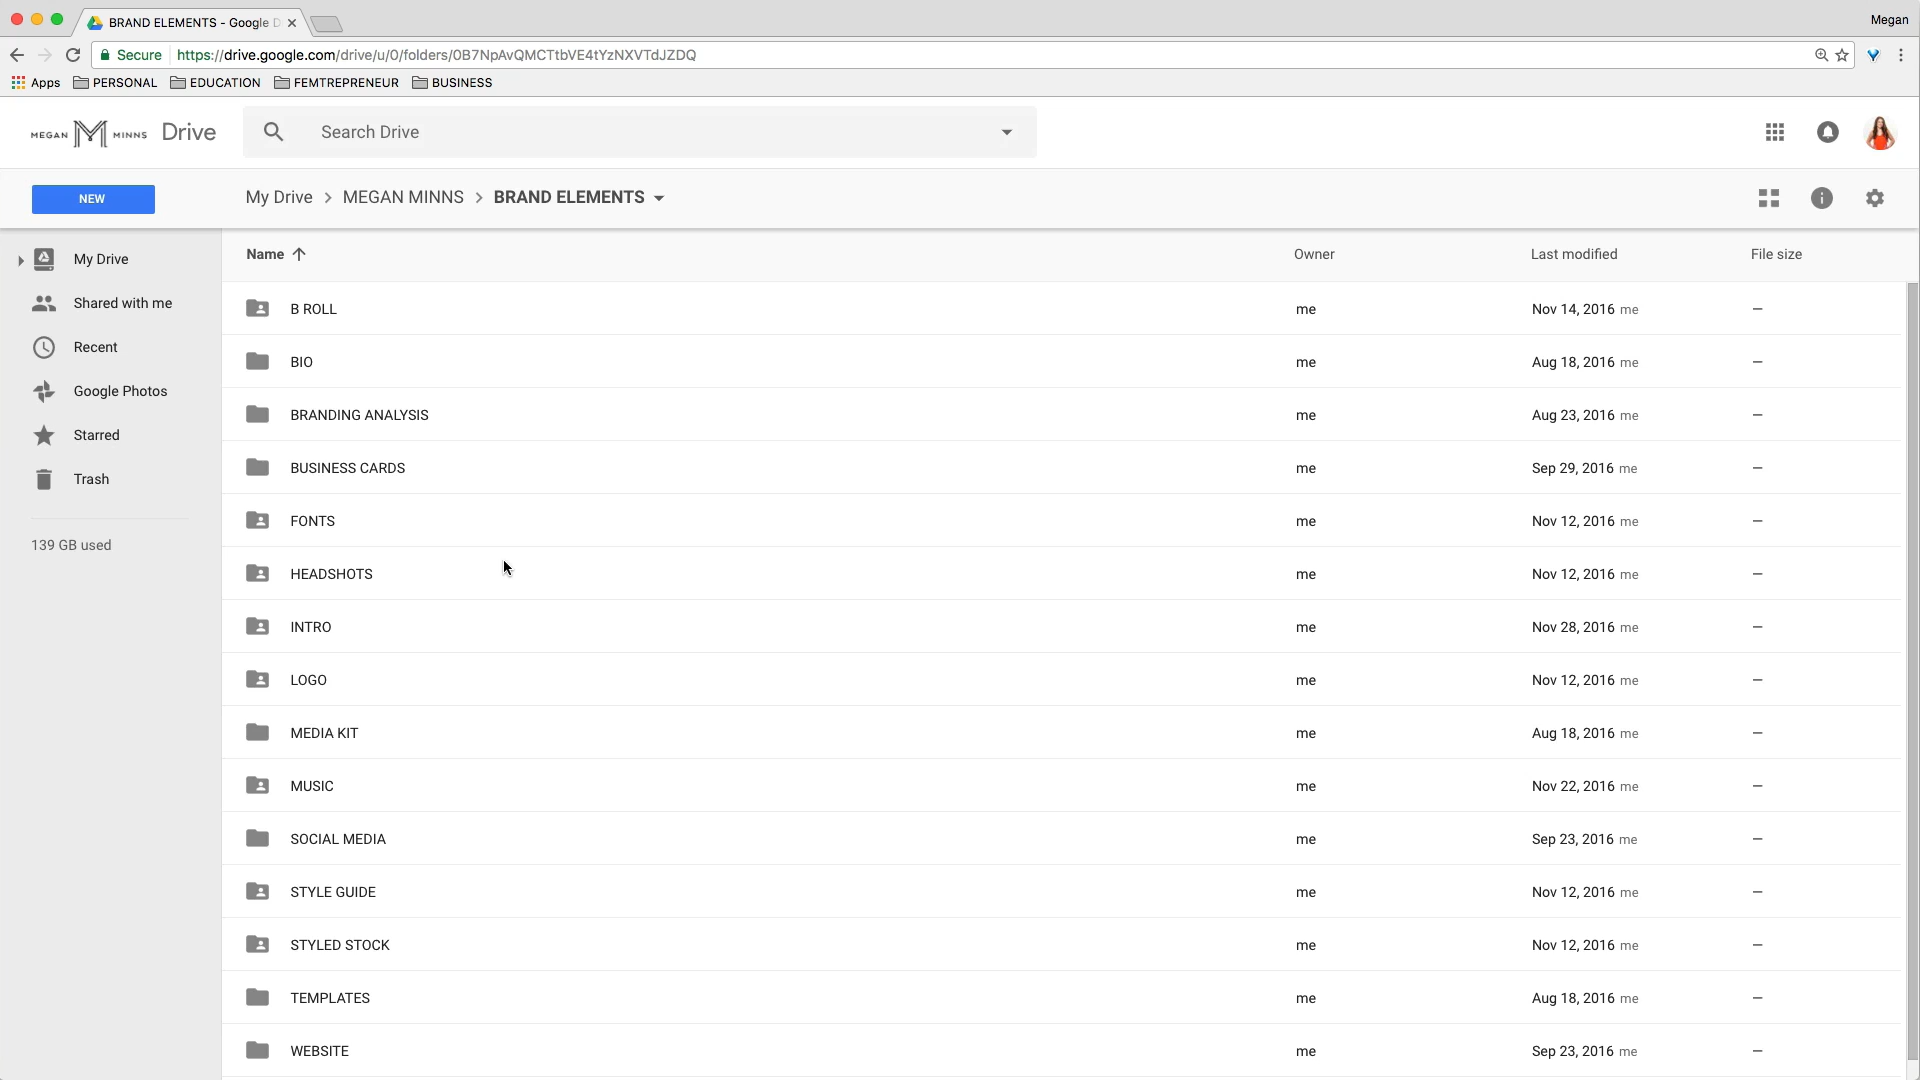 BRAND ELEMENTS - Google D
Megan
Secure https://drive.google.com/drive/u/0/folders/0B7NpAvQMCTtbVE4tYzNXVTdJZDQ
Apps PERSONAL EDUCATION FEMTREPRENEUR BUSINESS
MEGAN M MINNS Drive Search Drive
NEW My Drive > MEGAN MINNS > BRAND ELEMENTS
My Drive
Shared with me
Recent
Google Photos
Starred
Trash
139 GB used
Name Owner Last modified File size
B ROLL me Nov 14, 2016 me —
BIO me Aug 18, 2016 me —
BRANDING ANALYSIS me Aug 23, 2016 me —
BUSINESS CARDS me Sep 29, 2016 me —
FONTS me Nov 12, 2016 me —
HEADSHOTS me Nov 12, 2016 me —
INTRO me Nov 28, 2016 me —
LOGO me Nov 12, 2016 me —
MEDIA KIT me Aug 18, 2016 me —
MUSIC me Nov 22, 2016 me —
SOCIAL MEDIA me Sep 23, 2016 me —
STYLE GUIDE me Nov 12, 2016 me —
STYLED STOCK me Nov 12, 2016 me —
TEMPLATES me Aug 18, 2016 me —
WEBSITE me Sep 23, 2016 me —